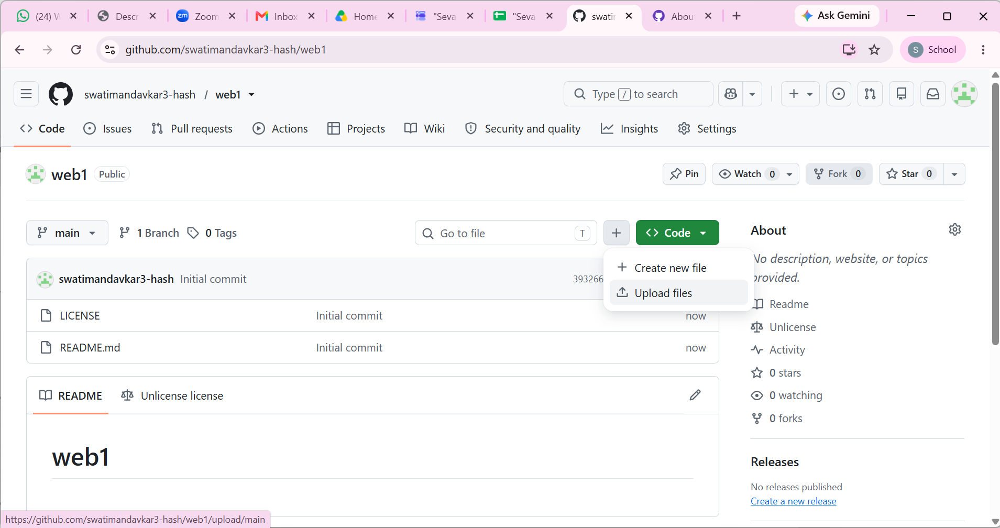 (24) W
Descr
zm Zoom
Inbox
Home
"Seva
"Seva
swatin
About
Ask Gemini
github.com/swatimandavkar3-hash/web1
S School
swatimandavkar3-hash / web1
Type / to search
Code
Issues
Pull requests
Actions
Projects
Wiki
Security and quality
Insights
Settings
web1 Public
Pin
Watch 0
Fork 0
Star 0
main
1 Branch
0 Tags
Go to file T
Code
Create new file
Upload files
swatimandavkar3-hash Initial commit 393266
LICENSE Initial commit now
README.md Initial commit now
README
Unlicense license
web1
About
No description, website, or topics
provided.
Readme
Unlicense
Activity
0 stars
0 watching
0 forks
Releases
No releases published
Create a new release
https://github.com/swatimandavkar3-hash/web1/upload/main